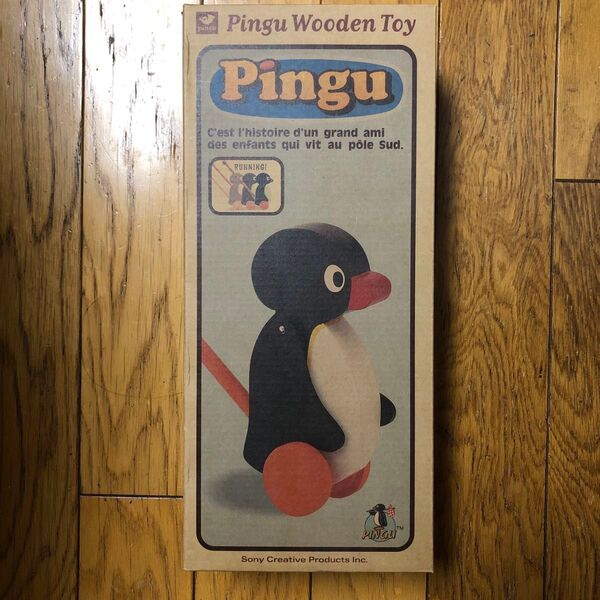 Pingu Wooden Toy
Pingu
C'est l'histoire d'un grand ami
des enfants qui vit au pôle Sud.
RUNNING!
PINGU TM
Sony Creative Products Inc.